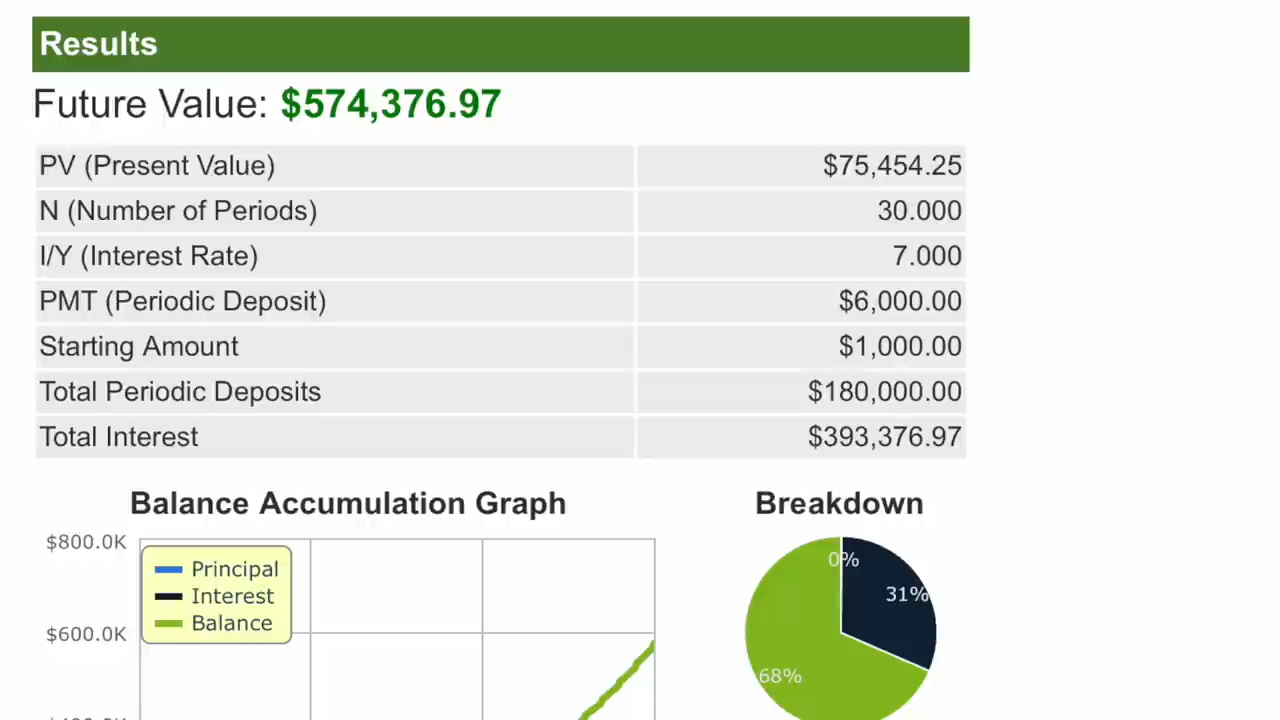 Results
Future Value: $574,376.97
PV (Present Value) $75,454.25
N (Number of Periods) 30.000
I/Y (Interest Rate) 7.000
PMT (Periodic Deposit) $6,000.00
Starting Amount $1,000.00
Total Periodic Deposits $180,000.00
Total Interest $393,376.97
Balance Accumulation Graph Breakdown
$800.0K
Principal
Interest
Balance
$600.0K
0%
31%
68%